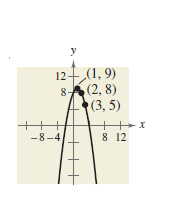 y
12 (1, 9)
8 (2, 8)
(3, 5)
x
-8 -4 8 12